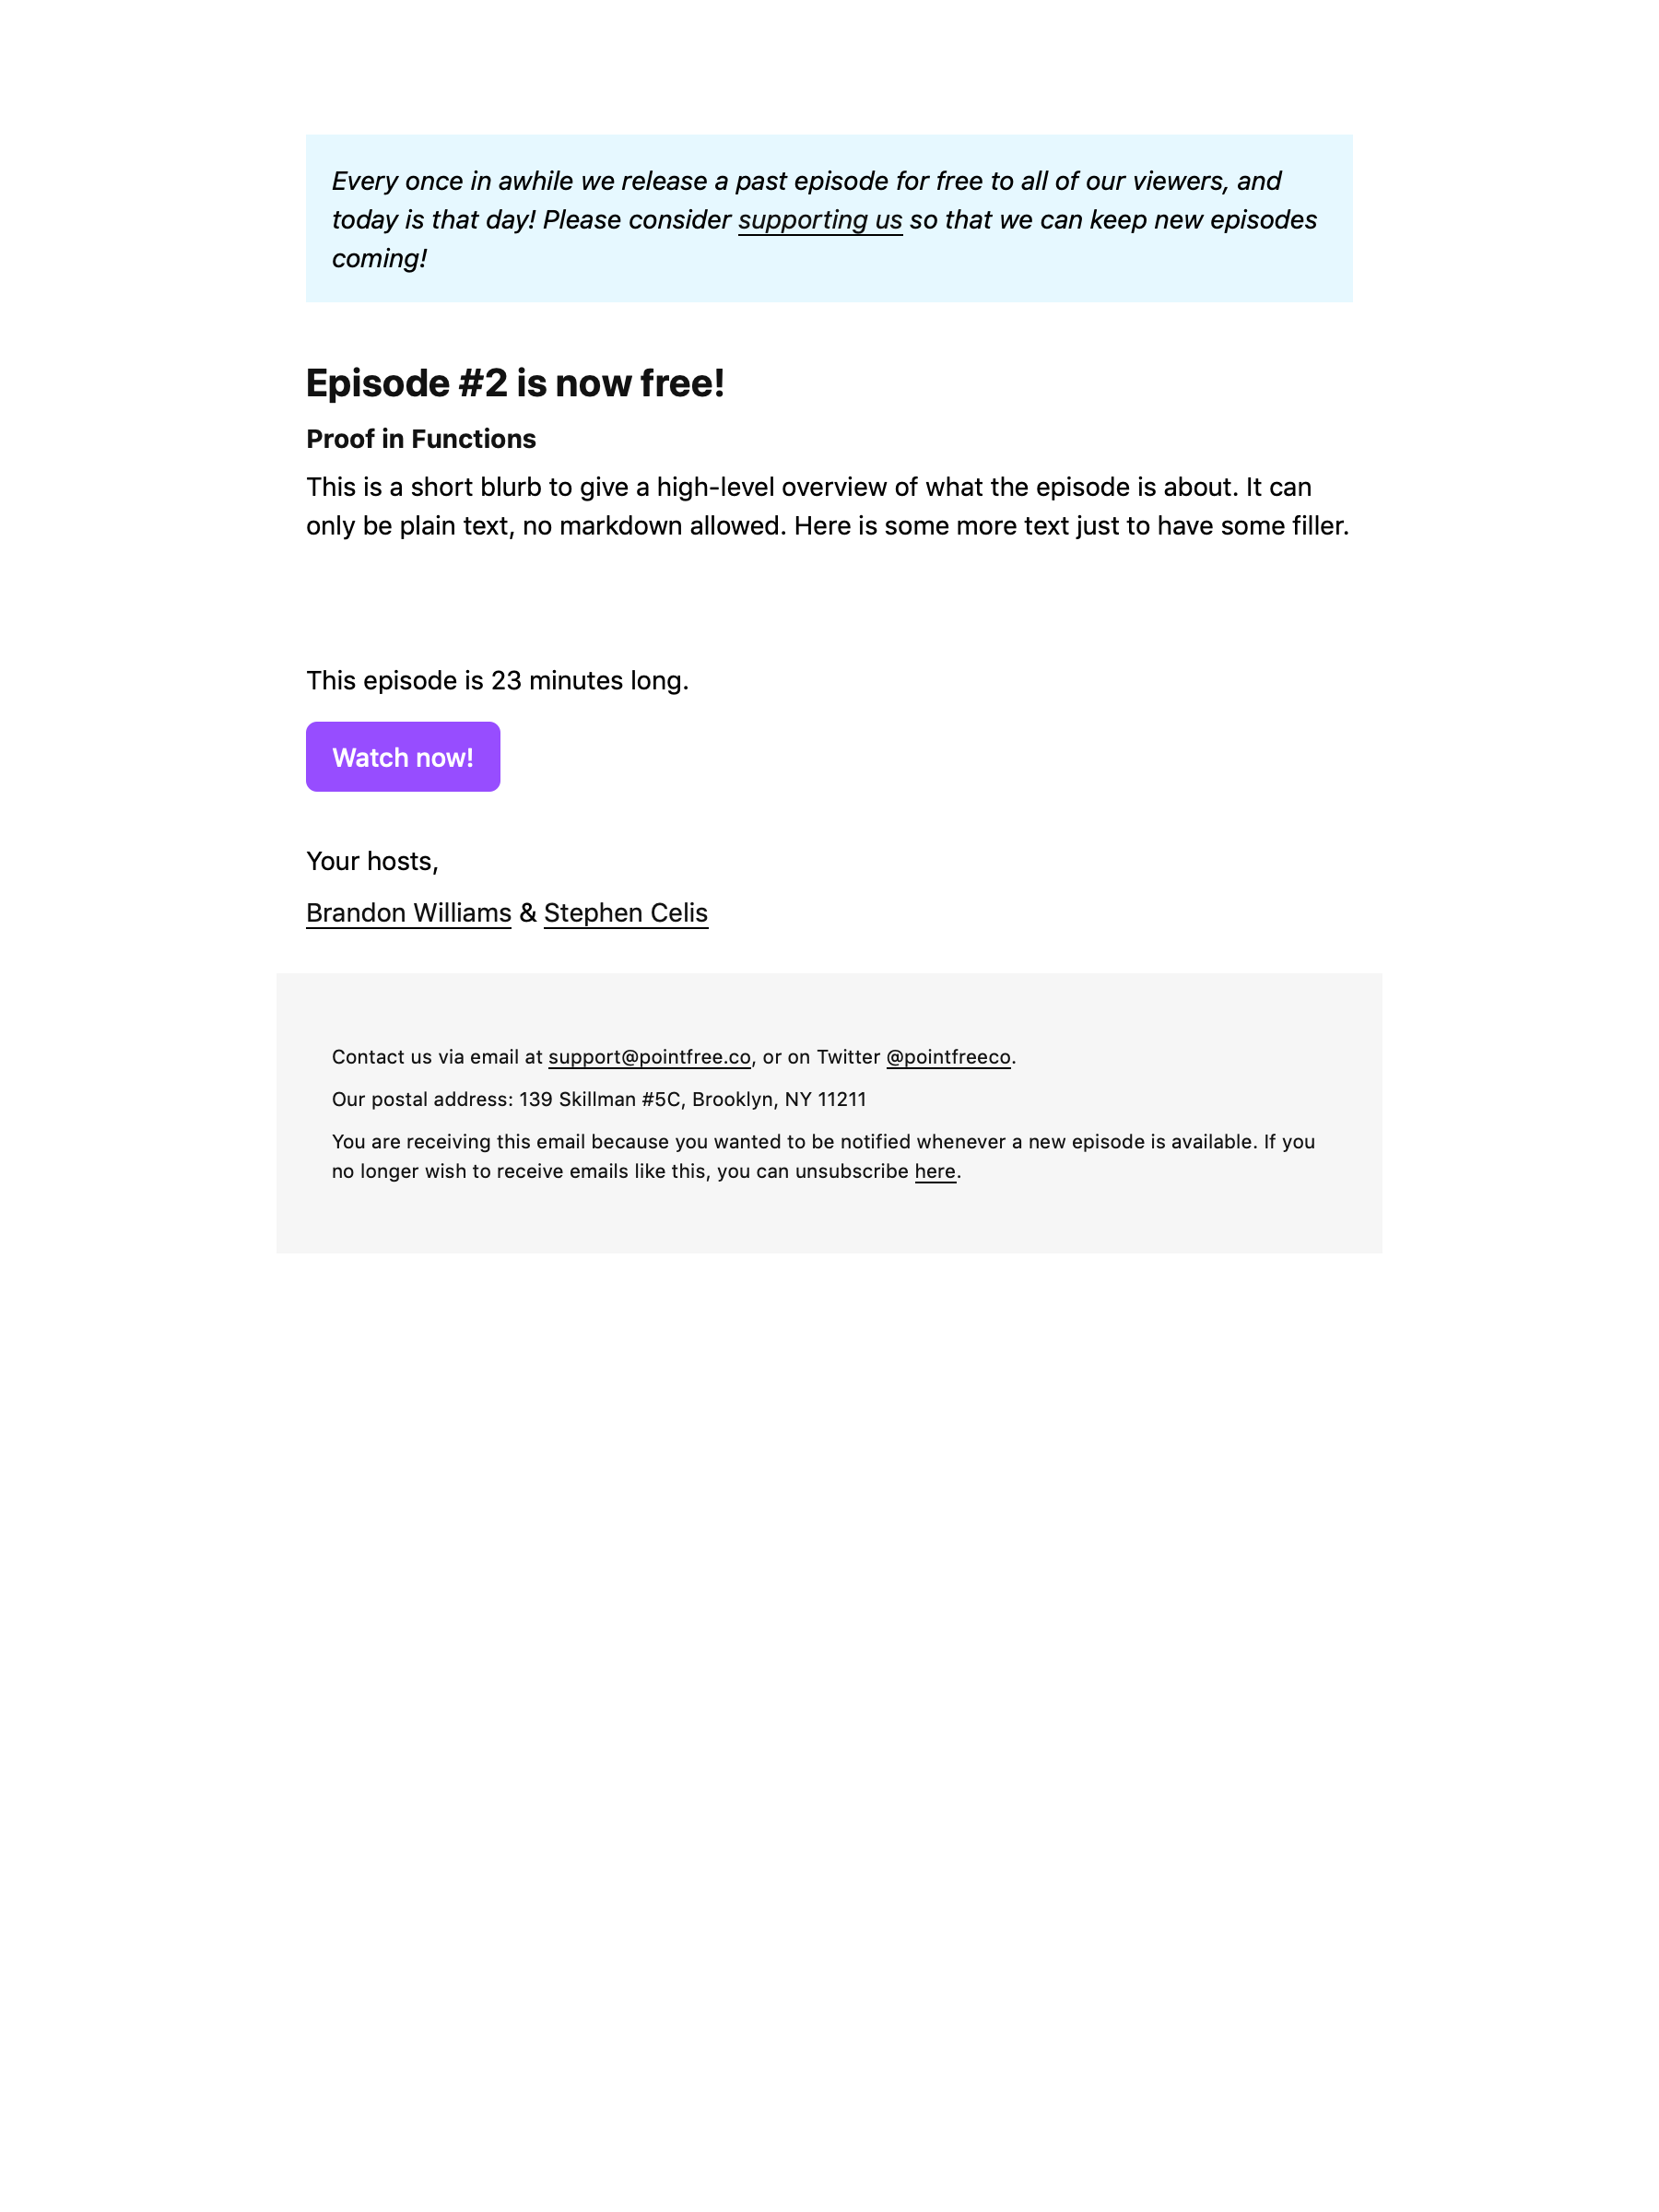 Every once in awhile we release a past episode for free to all of our viewers, and
today is that day! Please consider supporting us so that we can keep new episodes
coming!
Episode #2 is now free!
Proof in Functions
This is a short blurb to give a high-level overview of what the episode is about. It can
only be plain text, no markdown allowed. Here is some more text just to have some filler.
This episode is 23 minutes long.
Watch now!
Your hosts,
Brandon Williams & Stephen Celis
Contact us via email at support@pointfree.co, or on Twitter @pointfreeco.
Our postal address: 139 Skillman #5C, Brooklyn, NY 11211
You are receiving this email because you wanted to be notified whenever a new episode is available. If you
no longer wish to receive emails like this, you can unsubscribe here.